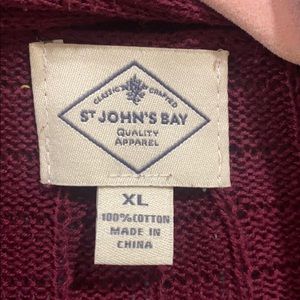 CLASSIC CRAFTED
ST JOHN'S BAY
QUALITY
APPAREL
XL
100% COTTON
MADE IN
CHINA